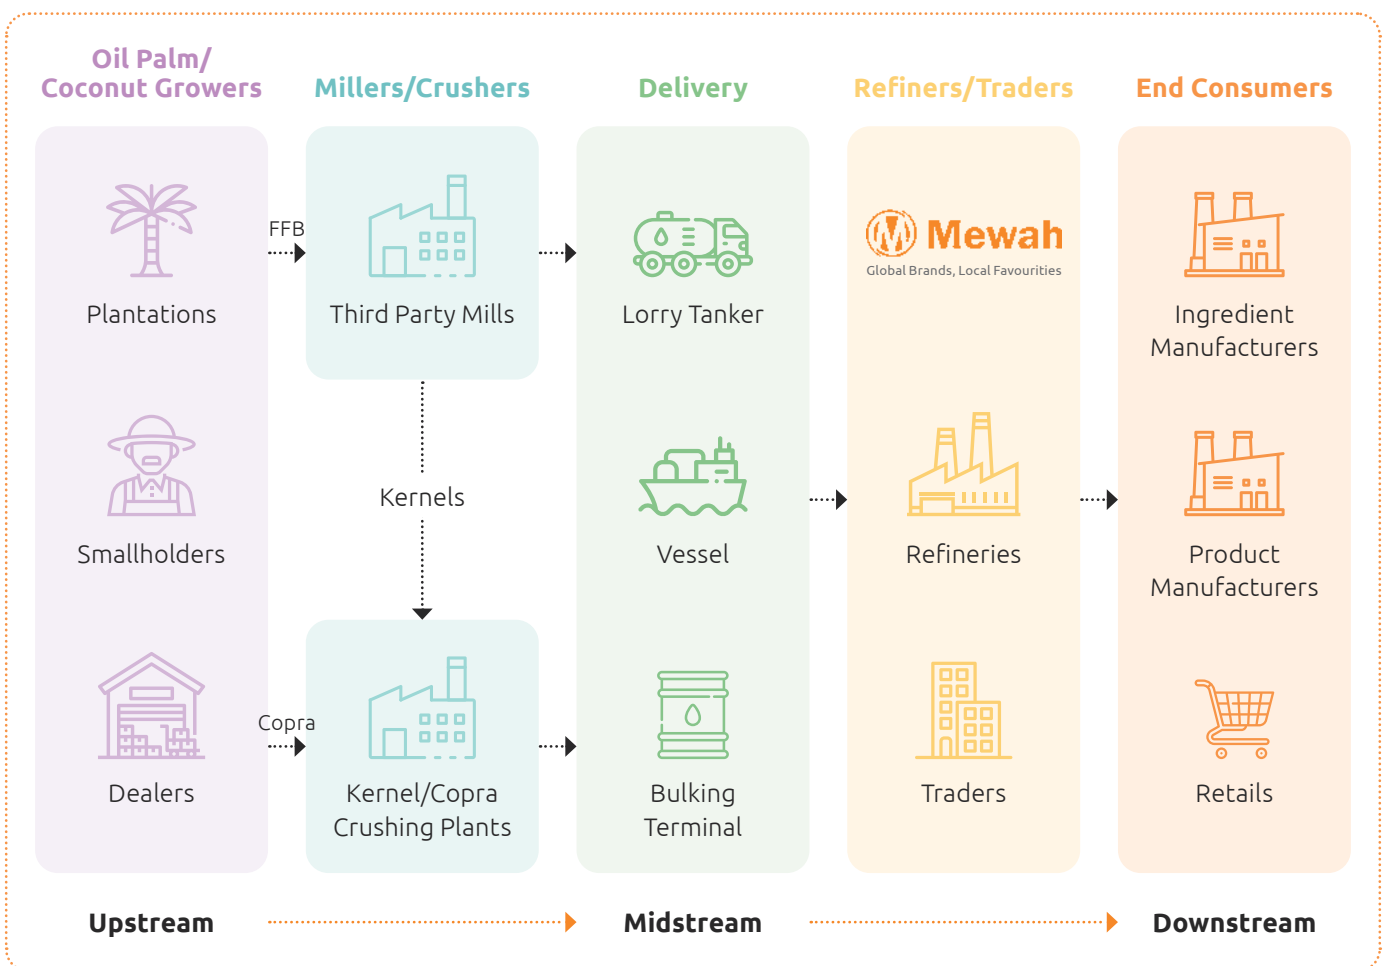 Oil Palm/
Coconut Growers
Millers/Crushers
Delivery
Refiners/Traders
End Consumers
FFB
Mewah
Global Brands, Local Favourities
Plantations
Third Party Mills
Lorry Tanker
Ingredient
Manufacturers
Kernels
Smallholders
Vessel
Refineries
Product
Manufacturers
Copra
Dealers
Kernel/Copra
Crushing Plants
Bulking
Terminal
Traders
Retails
Upstream
Midstream
Downstream